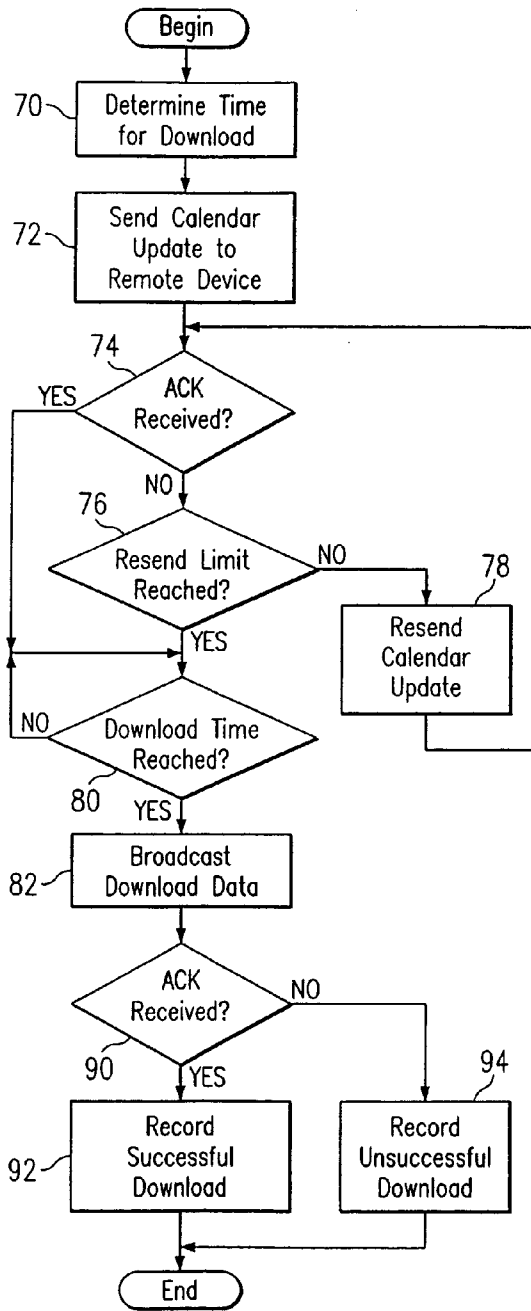 Begin
70
Determine Time
for Download
72
Send Calendar
Update to
Remote Device
74
YES
ACK
Received?
NO
76
Resend Limit
Reached?
NO
78
YES
Resend
Calendar
Update
NO
Download Time
Reached?
80
YES
82
Broadcast
Download Data
ACK
Received?
NO
90
YES
94
92
Record
Successful
Download
Record
Unsuccessful
Download
End